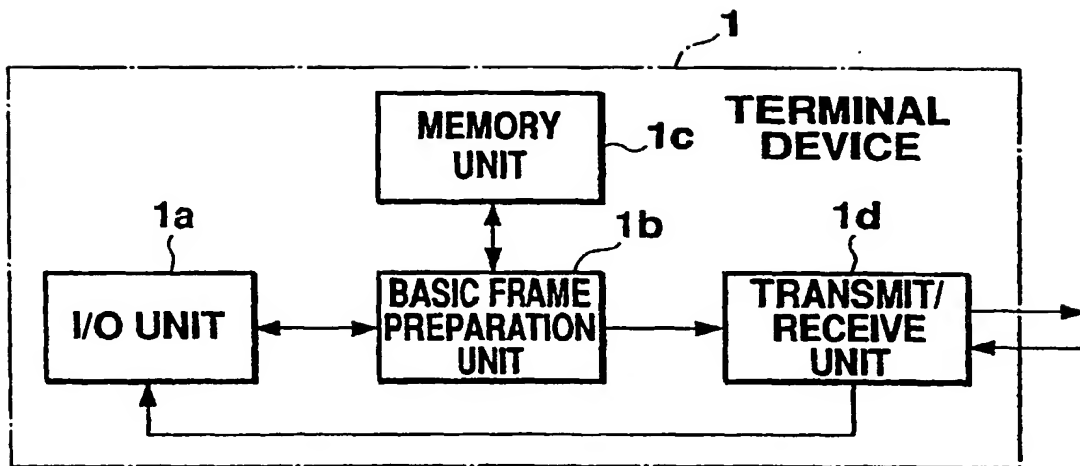 1
TERMINAL
DEVICE
MEMORY
UNIT
1c
1a
1b
1d
I/O UNIT
BASIC FRAME
PREPARATION
UNIT
TRANSMIT/
RECEIVE
UNIT